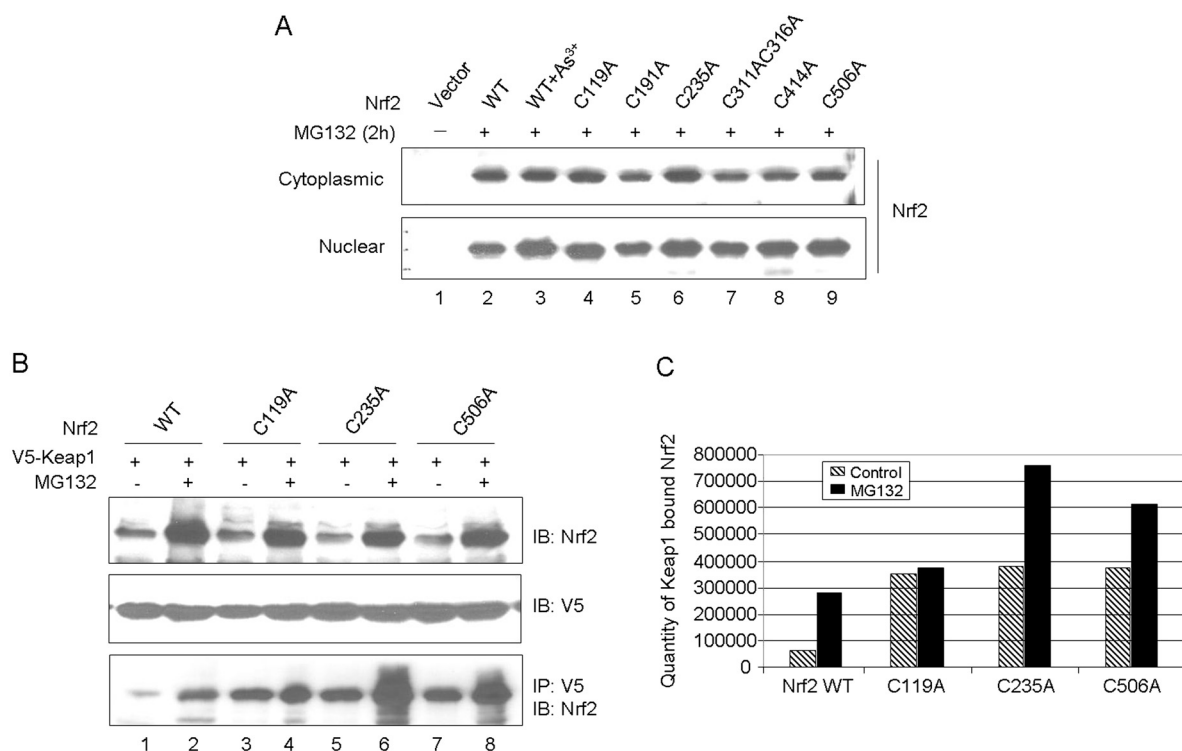 A
Nrf2 Vector WT WT+As³⁺ C119A C191A C235A C311AC316A C414A C506A
MG132 (2h) — + + + + + + + +
Cytoplasmic
Nrf2
Nuclear
1 2 3 4 5 6 7 8 9
B
Nrf2 WT C119A C235A C506A
V5-Keap1 + + + + + + + +
MG132 - + - + - + - +
IB: Nrf2
IB: V5
IP: V5
IB: Nrf2
1 2 3 4 5 6 7 8
C
Quantity of Keap1 bound Nrf2
800000
700000
600000
500000
400000
300000
200000
100000
0
Control
MG132
Nrf2 WT C119A C235A C506A